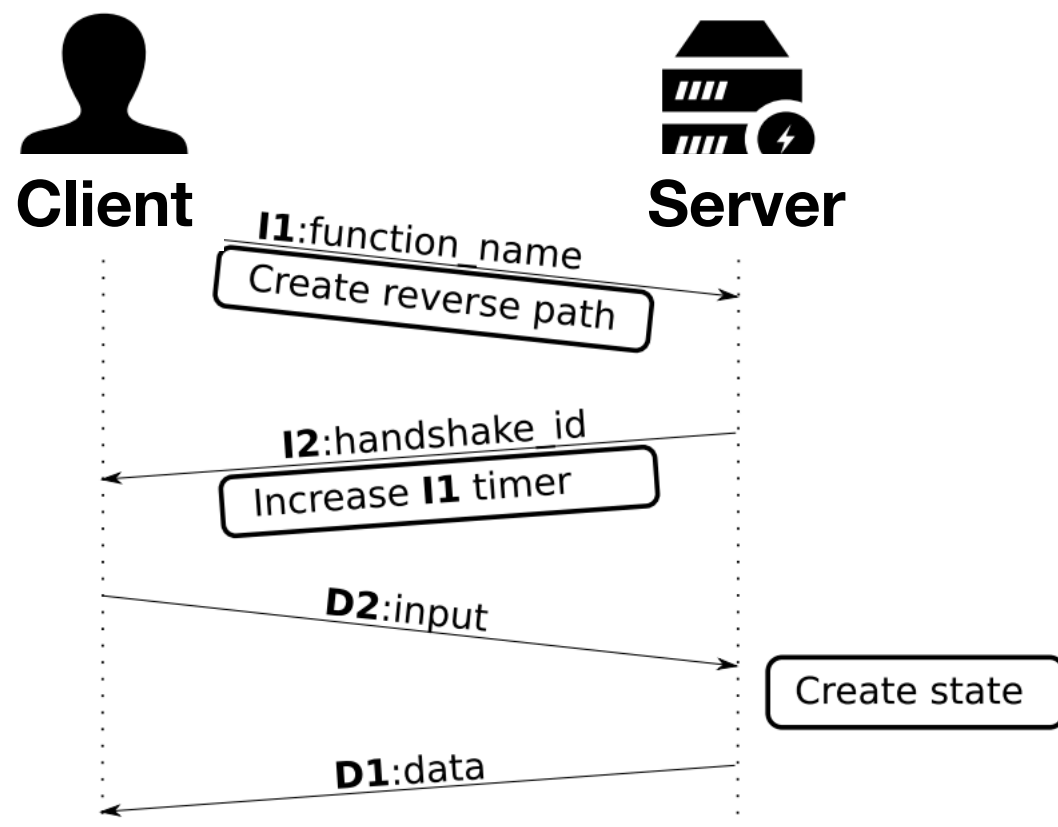 Client
Server
I1:function_name
Create reverse path
I2:handshake_id
Increase I1 timer
D2:input
Create state
D1:data